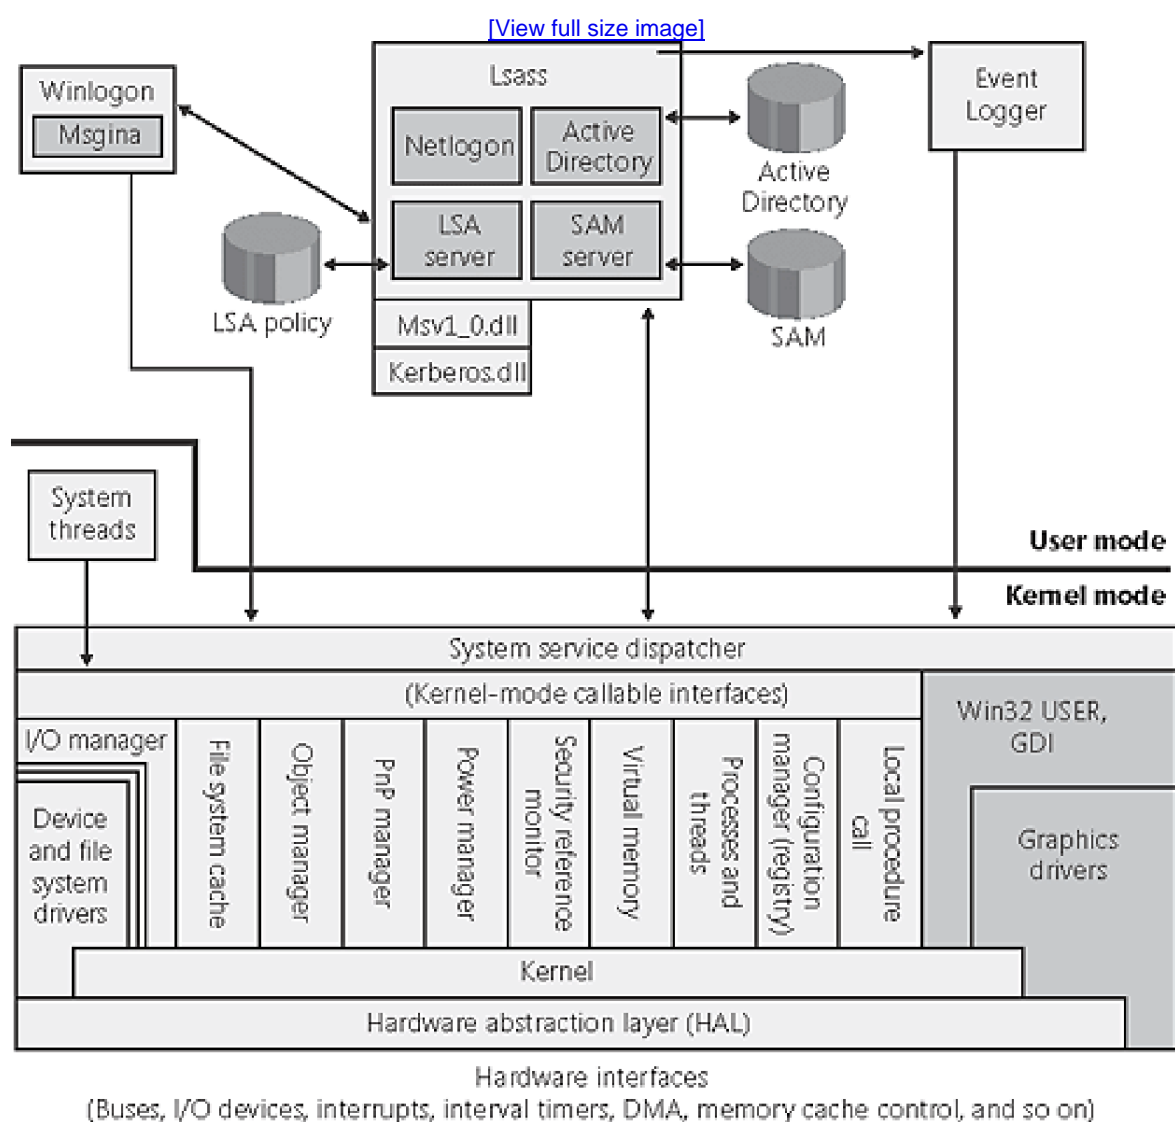 [View full size image]
Winlogon
Msgina
Lsass
Netlogon
Active
Directory
LSA
server
SAM
server
Msv1_0.dll
Kerberos.dll
LSA policy
Active
Directory
SAM
Event
Logger
System
threads
User mode
Kernel mode
System service dispatcher
(Kernel-mode callable interfaces)
I/O manager
Device
and file
system
drivers
File system cache
Object manager
PnP manager
Power manager
Security reference
monitor
Virtual memory
Processes and
threads
Configuration
manager (registry)
Local procedure
call
Win32 USER,
GDI
Graphics
drivers
Kernel
Hardware abstraction layer (HAL)
Hardware interfaces
(Buses, I/O devices, interrupts, interval timers, DMA, memory cache control, and so on)